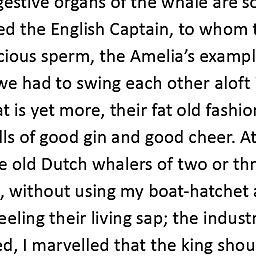 gestive organs of the whale are so
ed the English Captain, to whom t
cious sperm, the Amelia’s exampl
we had to swing each other aloft
at is yet more, their fat old fashion
lls of good gin and good cheer. At
e old Dutch whalers of two or thr
, without using my boat-hatchet a
eeling their living sap; the industr
ed, I marvelled that the king shou